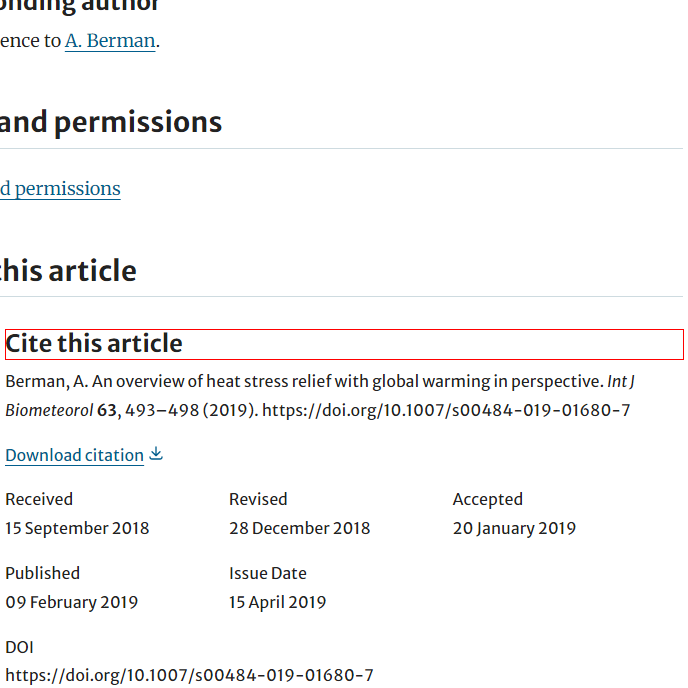 onding author
ence to A. Berman.
and permissions
d permissions
this article
Cite this article
Berman, A. An overview of heat stress relief with global warming in perspective. Int J
Biometeorol 63, 493–498 (2019). https://doi.org/10.1007/s00484-019-01680-7
Download citation
Received Revised Accepted
15 September 2018 28 December 2018 20 January 2019
Published Issue Date
09 February 2019 15 April 2019
DOI
https://doi.org/10.1007/s00484-019-01680-7